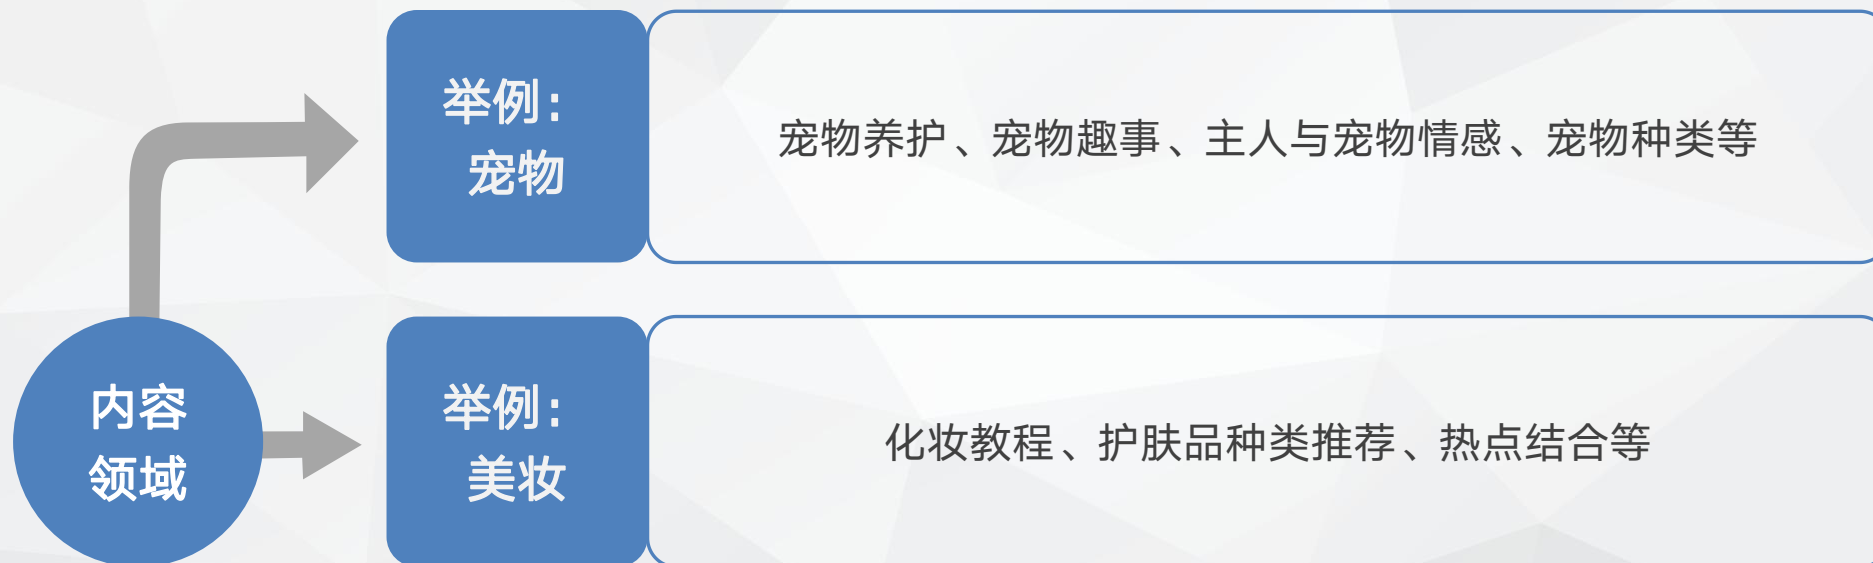 举例：
宠物
宠物养护、宠物趣事、主人与宠物情感、宠物种类等
内容
领域
举例：
美妆
化妆教程、护肤品种类推荐、热点结合等